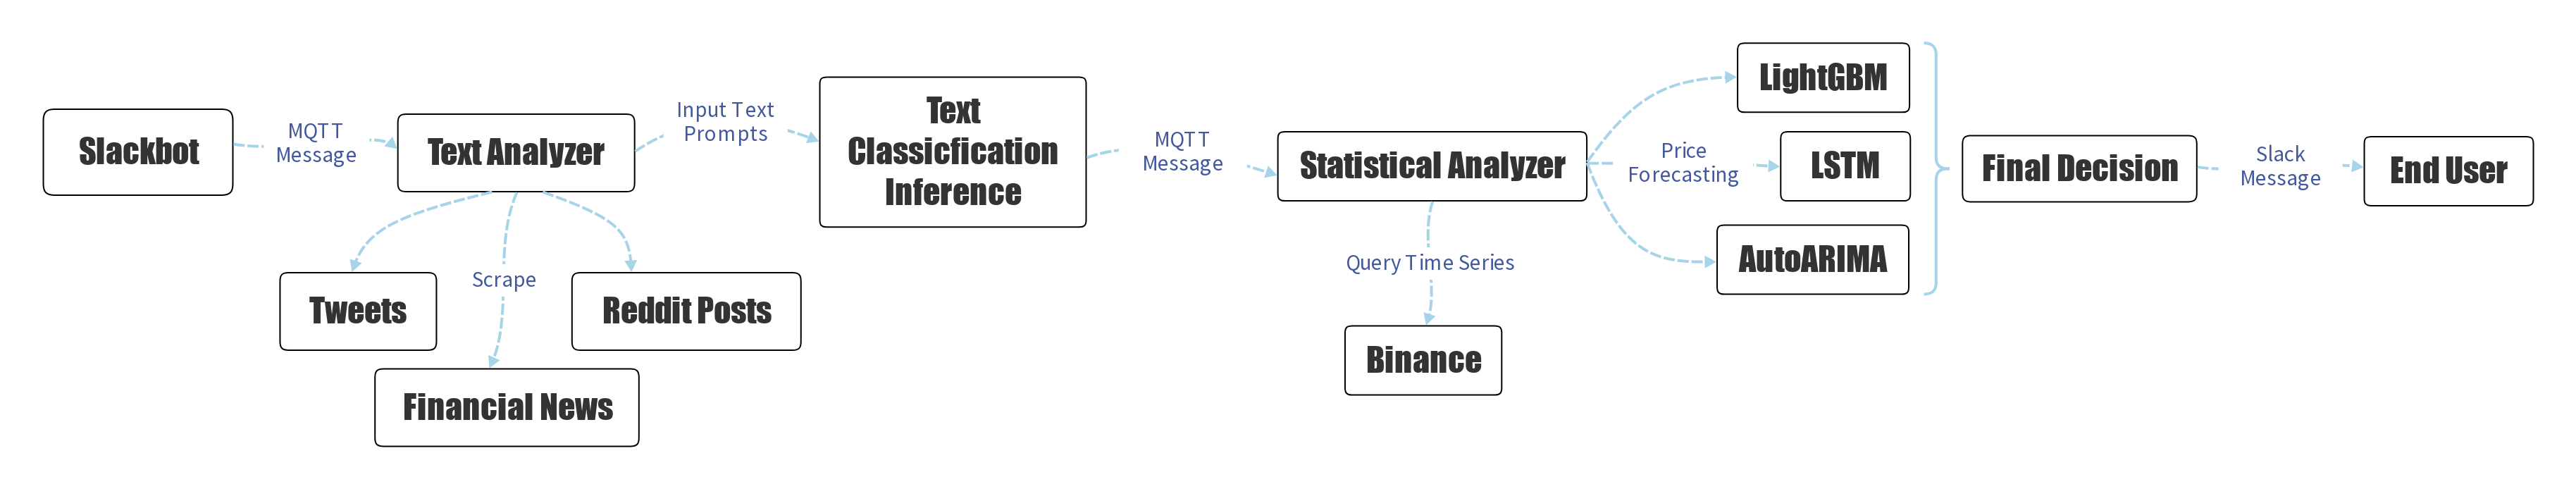 Slackbot
MQTT
Message
Text Analyzer
Input Text
Prompts
Text
Classicfication
Inference
MQTT
Message
Statistical Analyzer
Price
Forecasting
LightGBM
LSTM
AutoARIMA
Final Decision
Slack
Message
End User
Scrape
Tweets
Reddit Posts
Financial News
Query Time Series
Binance